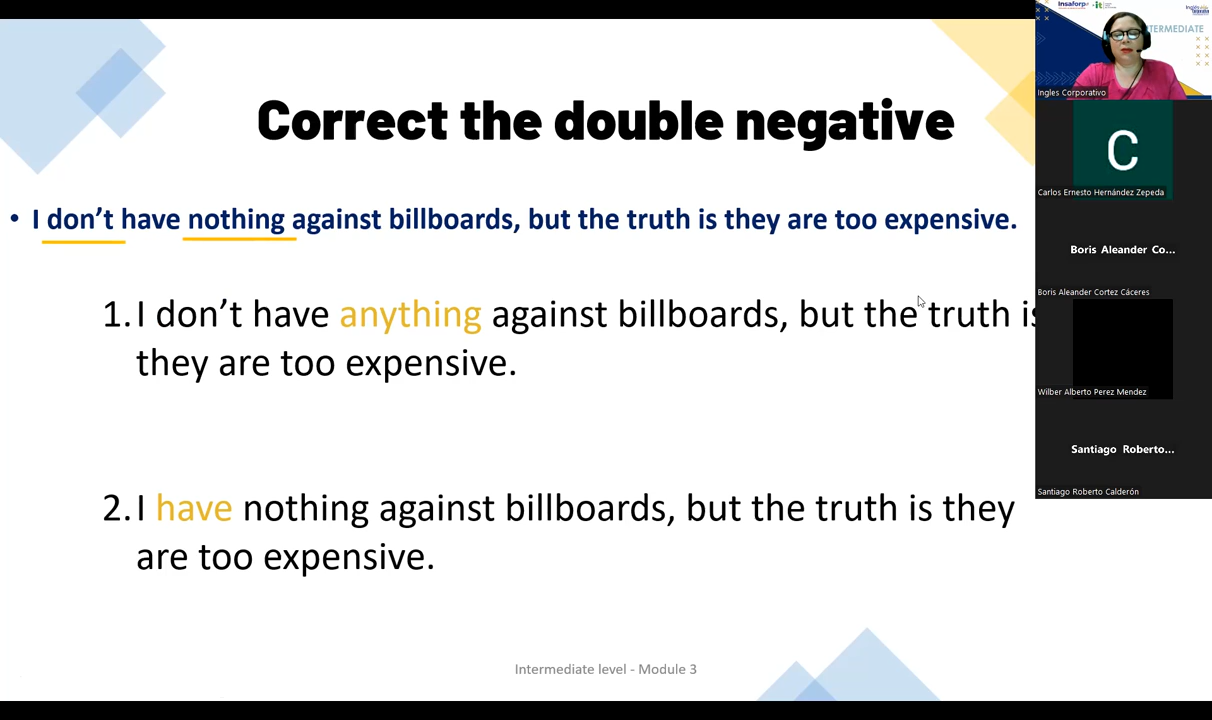 Correct the double negative
• I don't have nothing against billboards, but the truth is they are too expensive.
1. I don't have anything against billboards, but the truth is
they are too expensive.
2. I have nothing against billboards, but the truth is they
are too expensive.
Intermediate level - Module 3
Insaforp
TERMEDIATE
Ingles Corporativo
C
Carlos Ernesto Hernández Zepeda
Boris Aleander Co...
Boris Aleander Cortez Cáceres
Wilber Alberto Perez Mendez
Santiago Roberto...
Santiago Roberto Calderón